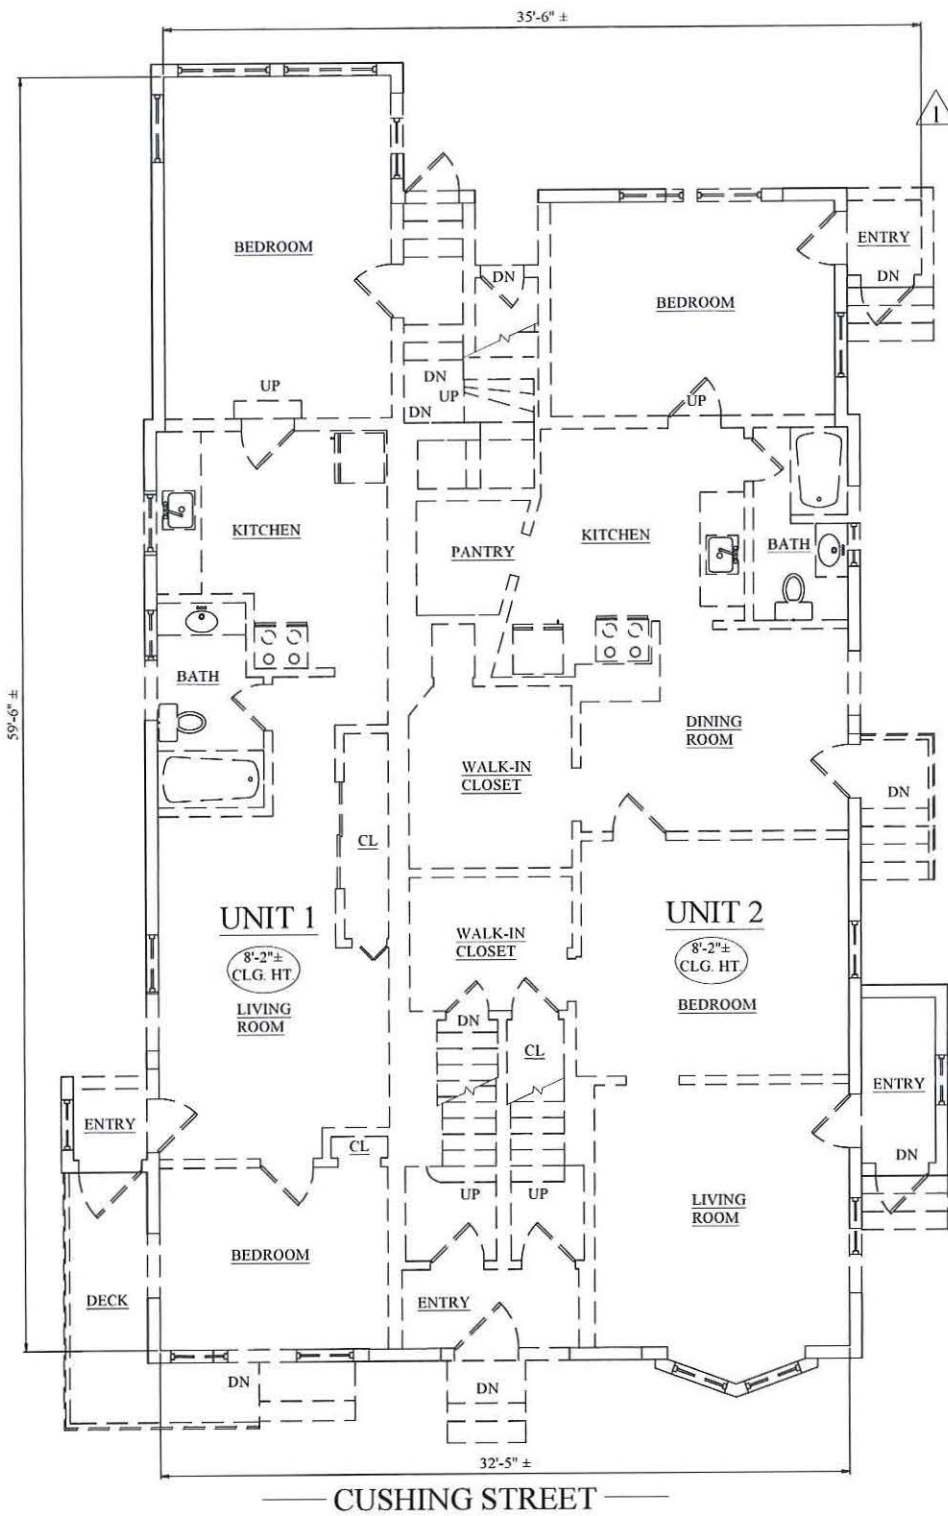 35'-6" ±
1
BEDROOM
ENTRY
DN
DN
BEDROOM
DN
UP
UP
DN
UP
KITCHEN
KITCHEN
PANTRY
BATH
BATH
59'-6" ±
DINING
ROOM
WALK-IN
CLOSET
DN
CL
UNIT 1
UNIT 2
8'-2"±
CLG. HT.
8'-2"±
CLG. HT.
WALK-IN
CLOSET
LIVING
ROOM
BEDROOM
DN
CL
ENTRY
ENTRY
CL
DN
UP
UP
LIVING
ROOM
BEDROOM
DECK
ENTRY
DN
DN
32'-5" ±
CUSHING STREET